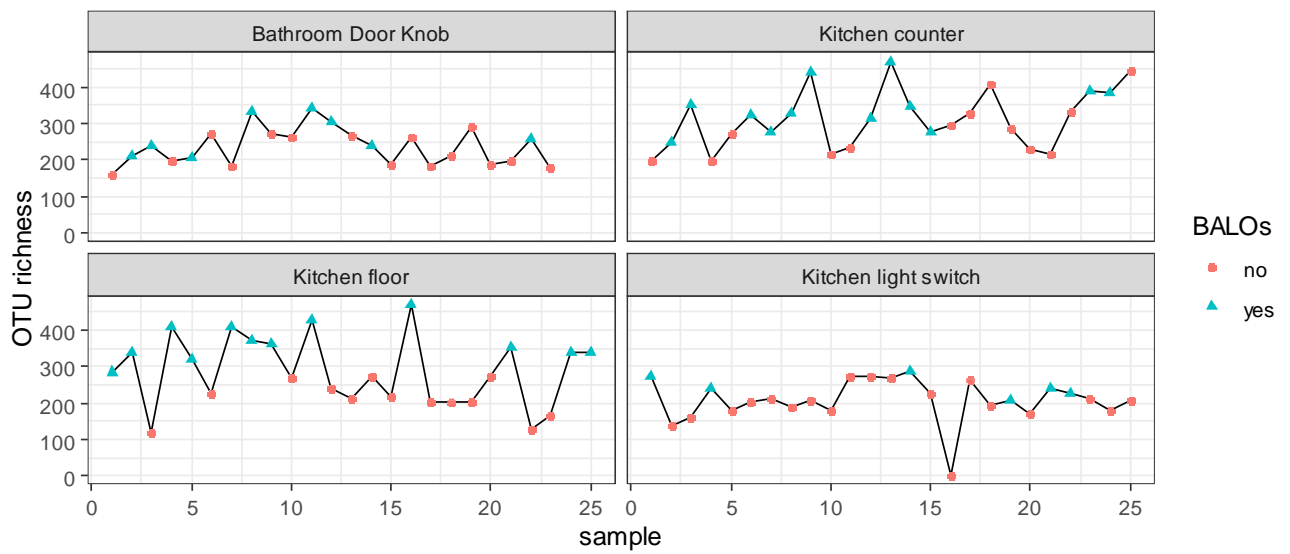 Bathroom Door Knob
Kitchen counter
400
300
200
100
0
Kitchen floor
Kitchen light switch
400
300
200
100
0
0 5 10 15 20 25
0 5 10 15 20 25
sample
OTU richness
BALOs
no
yes